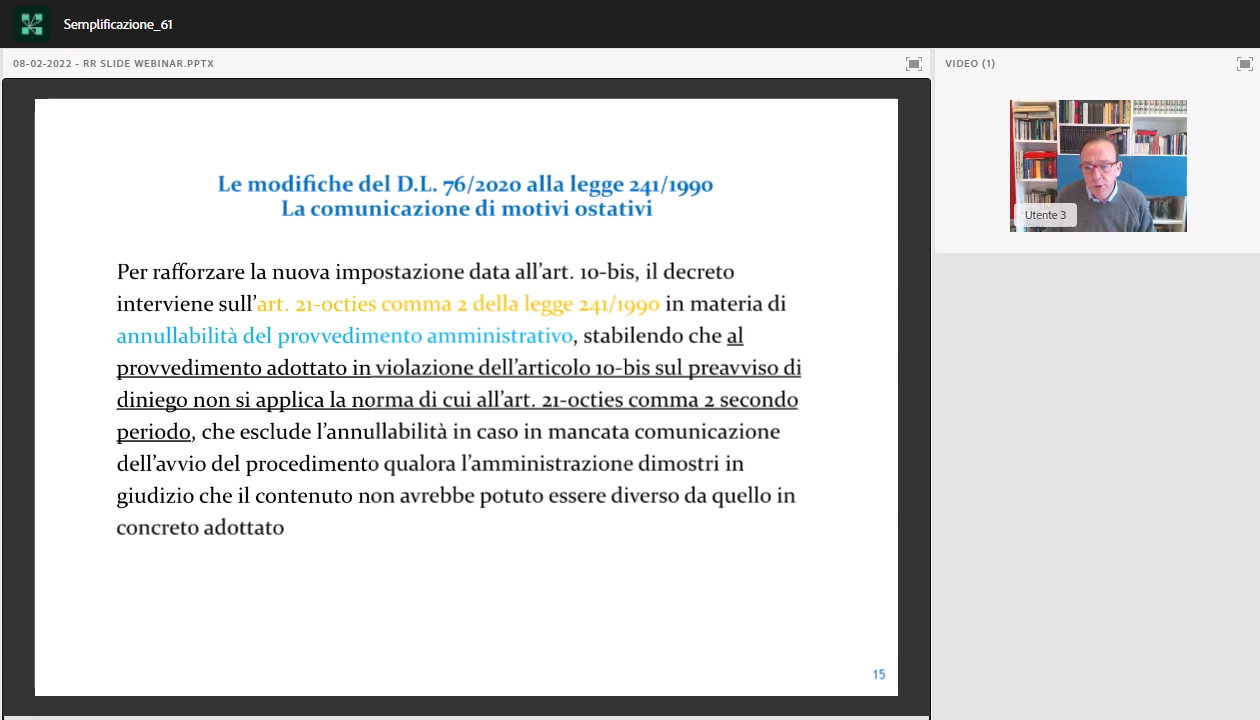 Semplificazione_61
08-02-2022 - RR SLIDE WEBINAR.PPTX
VIDEO (1)
Le modifiche del D.L. 76/2020 alla legge 241/1990
La comunicazione di motivi ostativi
Per rafforzare la nuova impostazione data all’art. 10-bis, il decreto
interviene sull’art. 21-octies comma 2 della legge 241/1990 in materia di
annullabilità del provvedimento amministrativo, stabilendo che al
provvedimento adottato in violazione dell’articolo 10-bis sul preavviso di
diniego non si applica la norma di cui all’art. 21-octies comma 2 secondo
periodo, che esclude l’annullabilità in caso in mancata comunicazione
dell’avvio del procedimento qualora l’amministrazione dimostri in
giudizio che il contenuto non avrebbe potuto essere diverso da quello in
concreto adottato
15
Utente 3